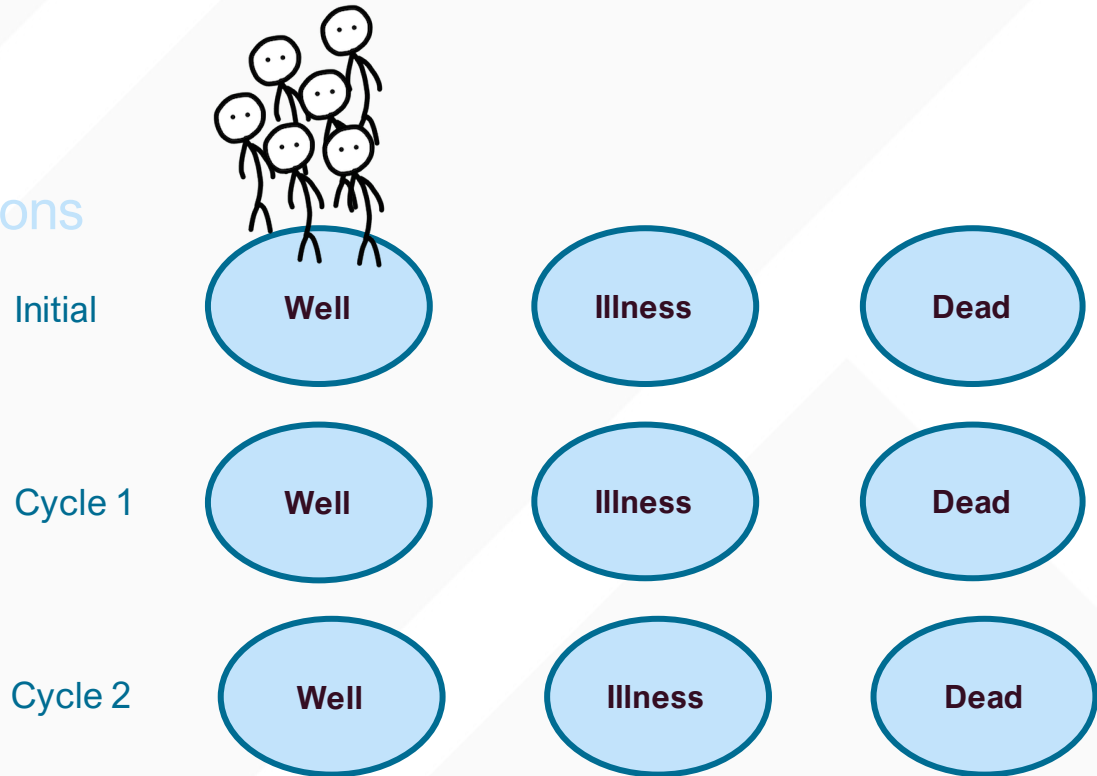 ons
Initial
Well
Illness
Dead
Cycle 1
Well
Illness
Dead
Cycle 2
Well
Illness
Dead